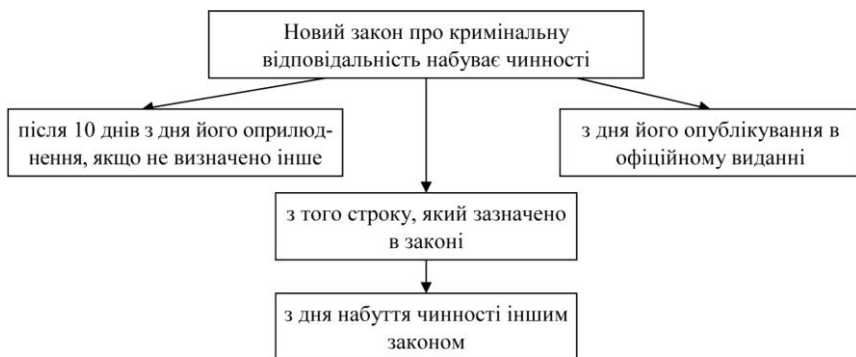 Новий закон про кримінальну
відповідальність набуває чинності
після 10 днів з дня його оприлюд-
нення, якщо не визначено інше
з дня його опублікування в
офіційному виданні
з того строку, який зазначено
в законі
з дня набуття чинності іншим
законом